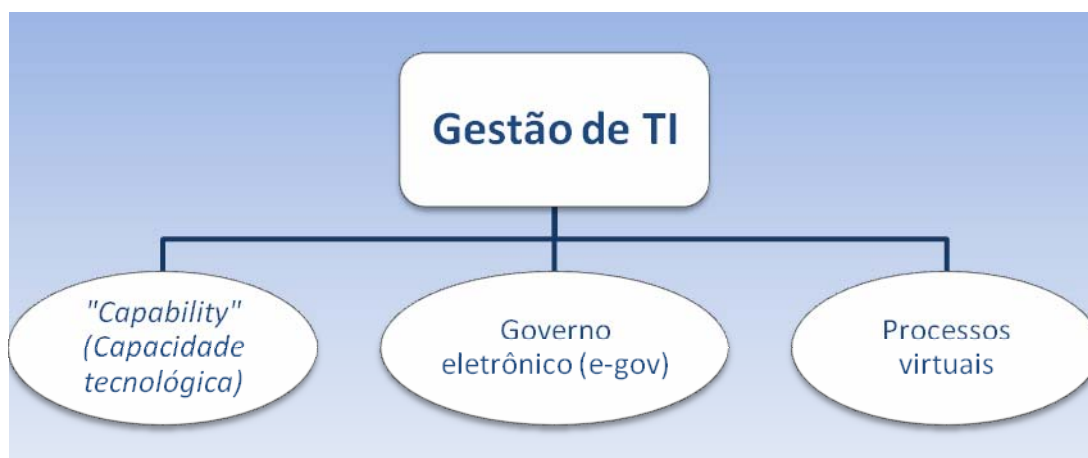 Gestão de TI
"Capability"
(Capacidade
tecnológica)
Governo
eletrônico (e-gov)
Processos
virtuais